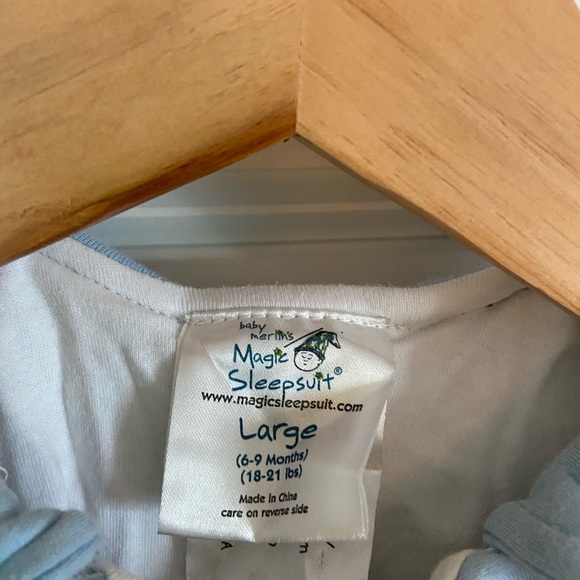 baby
merlin's
Magic
Sleepsuit®
www.magicsleepsuit.com
Large
(6-9 Months)
(18-21 lbs)
Made in China
care on reverse side